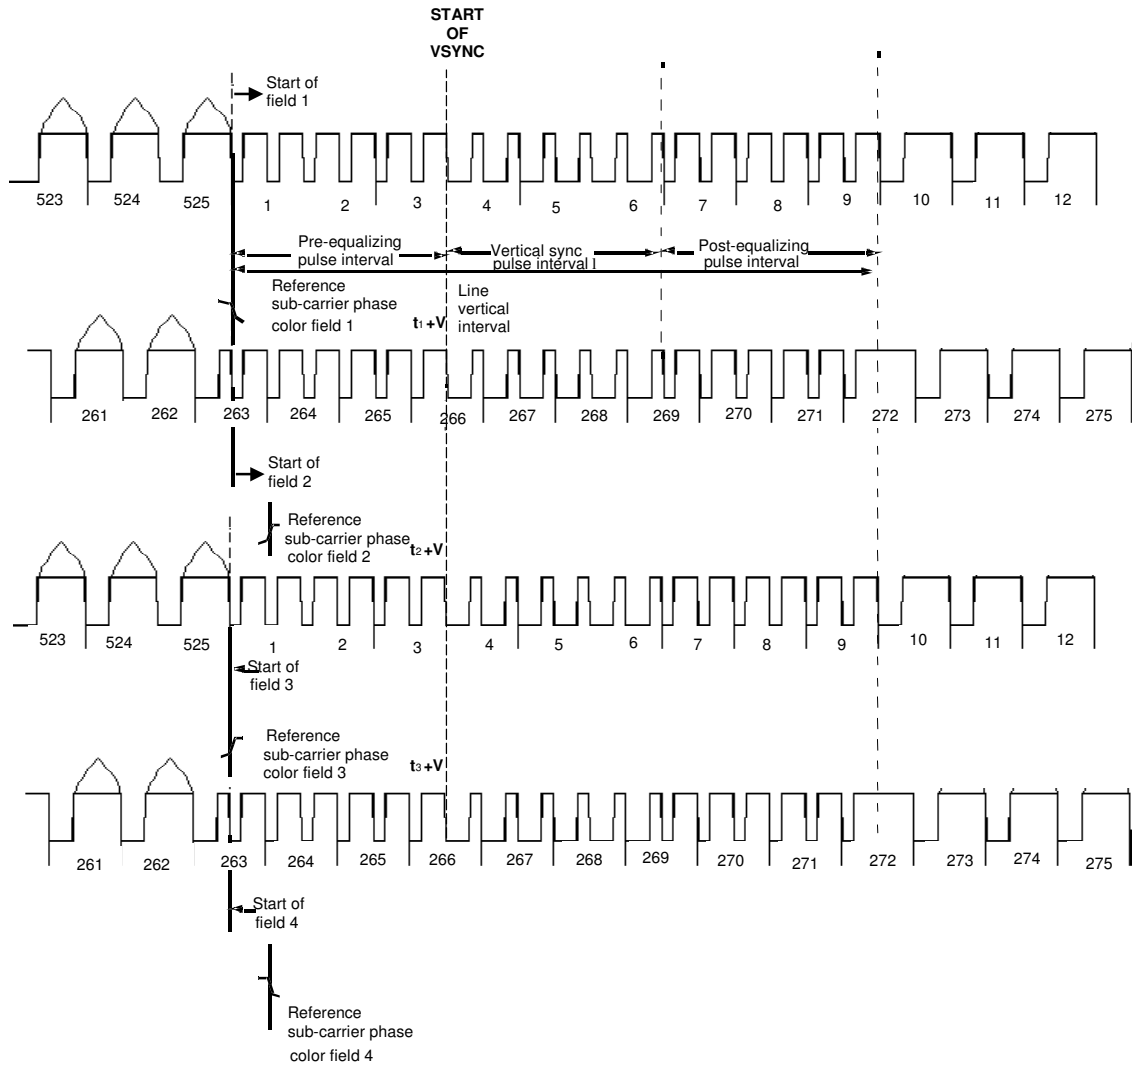 START
OF
VSYNC
Start of
field 1
523 524 525 1 2 3 4 5 6 7 8 9 10 11 12
Pre-equalizing
pulse interval
Vertical sync
pulse interval
Post-equalizing
pulse interval
Reference
sub-carrier phase
color field 1
t1+V
Line
vertical
interval
261 262 263 264 265 266 267 268 269 270 271 272 273 274 275
Start of
field 2
Reference
sub-carrier phase
color field 2
t2+V
523 524 525 1 2 3 4 5 6 7 8 9 10 11 12
Start of
field 3
Reference
sub-carrier phase
color field 3
t3+V
261 262 263 264 265 266 267 268 269 270 271 272 273 274 275
Start of
field 4
Reference
sub-carrier phase
color field 4